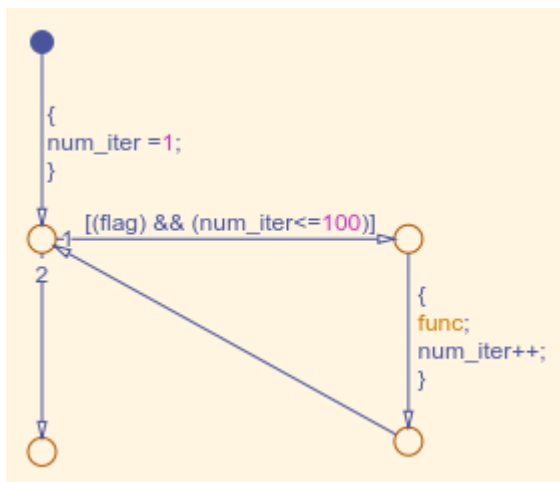 {
num_iter =1;
}
[(flag) && (num_iter<=100)]
1
2
{
func;
num_iter++;
}